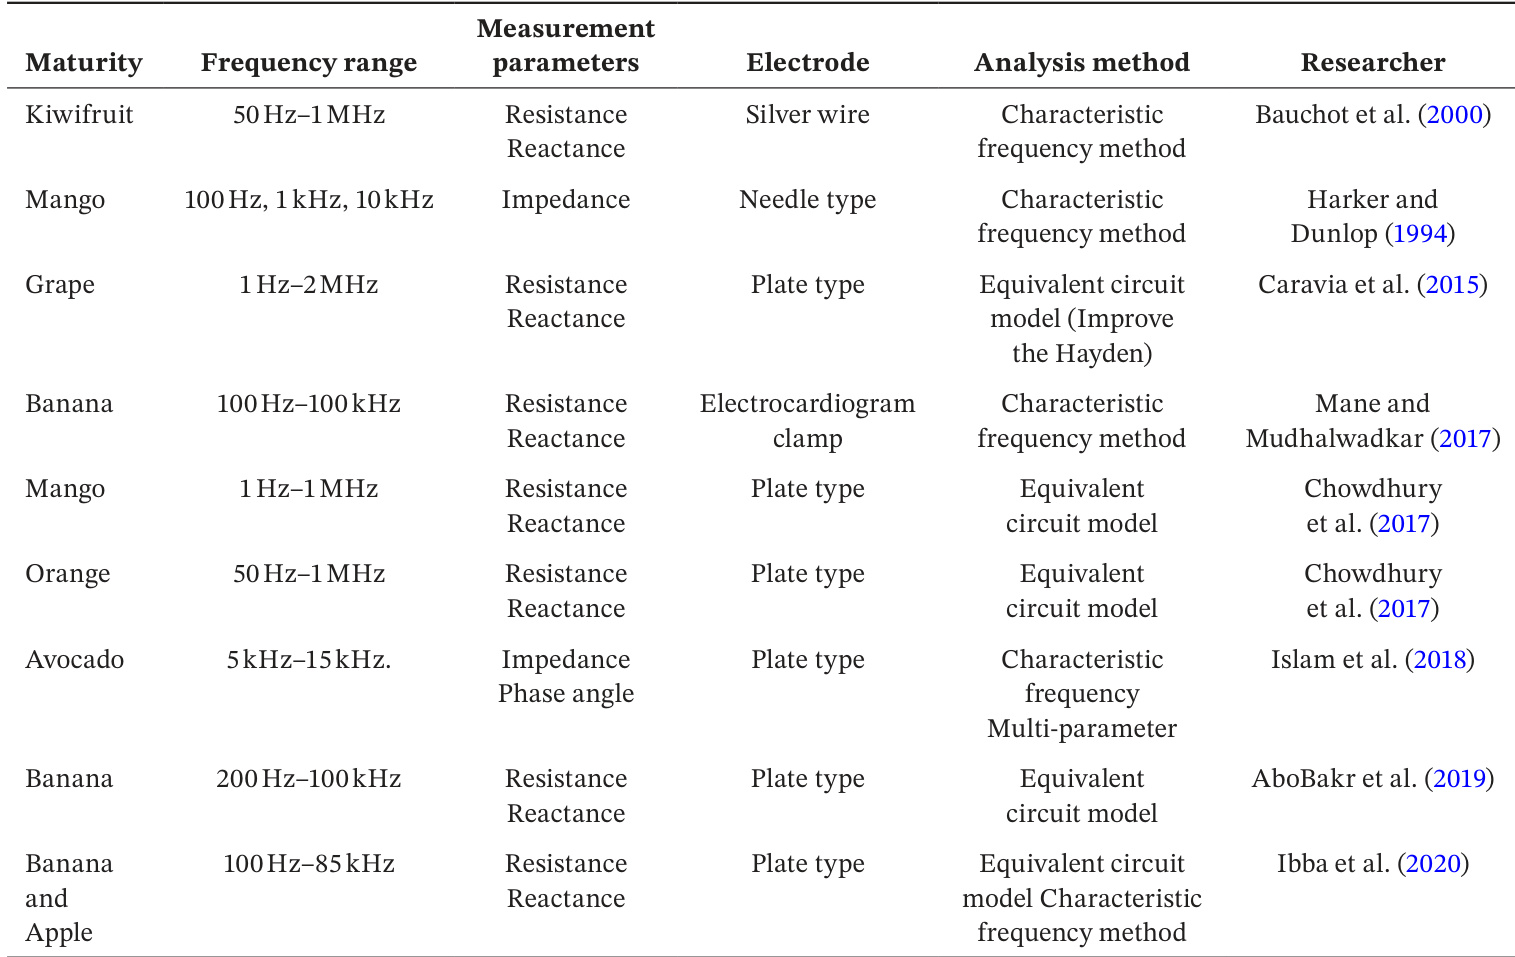 Maturity Frequency range Measurement parameters Electrode Analysis method Researcher
Kiwifruit 50 Hz–1 MHz Resistance Silver wire Characteristic Bauchot et al. (2000)
Reactance frequency method
Mango 100 Hz, 1 kHz, 10 kHz Impedance Needle type Characteristic Harker and
frequency method Dunlop (1994)
Grape 1 Hz–2 MHz Resistance Plate type Equivalent circuit Caravia et al. (2015)
Reactance model (Improve
the Hayden)
Banana 100 Hz–100 kHz Resistance Electrocardiogram Characteristic Mane and
Reactance clamp frequency method Mudhalwadkar (2017)
Mango 1 Hz–1 MHz Resistance Plate type Equivalent Chowdhury
Reactance circuit model et al. (2017)
Orange 50 Hz–1 MHz Resistance Plate type Equivalent Chowdhury
Reactance circuit model et al. (2017)
Avocado 5 kHz–15 kHz. Impedance Plate type Characteristic Islam et al. (2018)
Phase angle frequency
Multi-parameter
Banana 200 Hz–100 kHz Resistance Plate type Equivalent AboBakr et al. (2019)
Reactance circuit model
Banana 100 Hz–85 kHz Resistance Plate type Equivalent circuit Ibba et al. (2020)
and Reactance model Characteristic
Apple frequency method